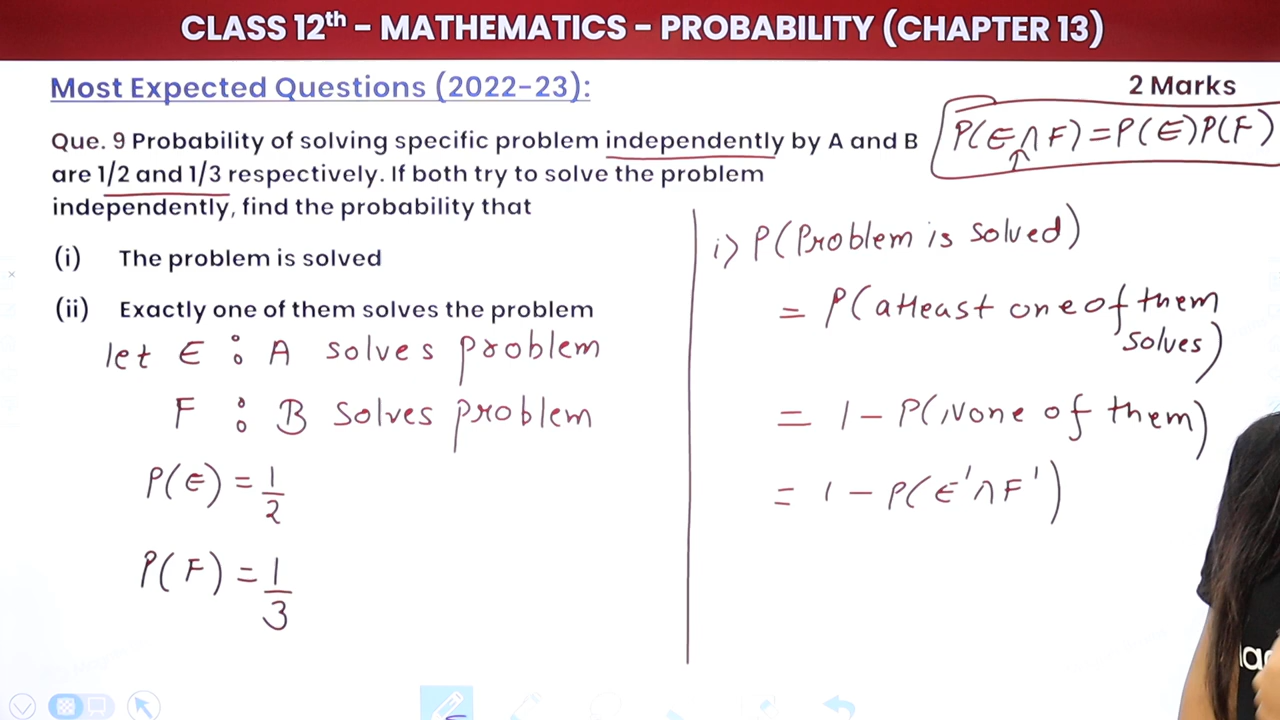 CLASS 12th – MATHEMATICS – PROBABILITY (CHAPTER 13)
Most Expected Questions (2022-23):
2 Marks
Que. 9 Probability of solving specific problem independently by A and B
are 1/2 and 1/3 respectively. If both try to solve the problem
independently, find the probability that
(i) The problem is solved
(ii) Exactly one of them solves the problem
let E : A solves problem
F : B solves problem
P(E) = 1/2
P(F) = 1/3
P(E∩F) = P(E)P(F)
i) P(Problem is solved)
= P(atleast one of them
solves)
= 1 – P(None of them)
= 1 – P(E'∩F')